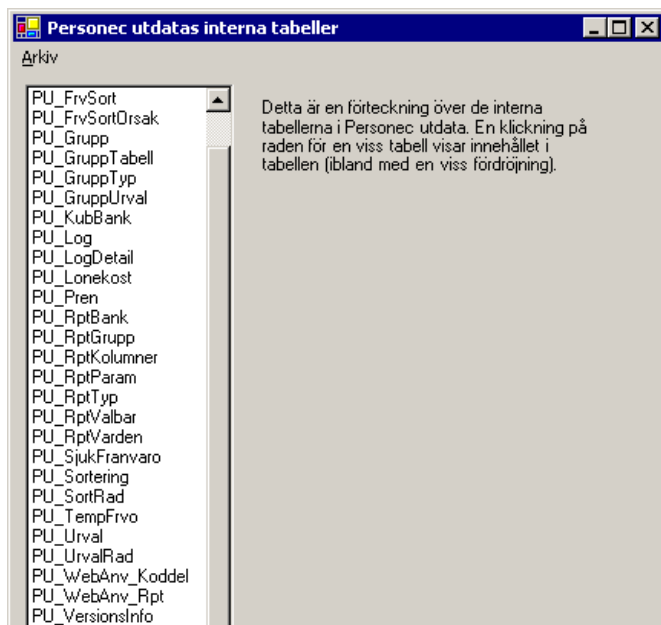 Personec utdatas interna tabeller
Arkiv
PU_FrvSort
PU_FrvSortOrsak
PU_Grupp
PU_GruppTabell
PU_GruppTyp
PU_GruppUrval
PU_KubBank
PU_Log
PU_LogDetail
PU_Lonekost
PU_Pren
PU_RptBank
PU_RptGrupp
PU_RptKolumner
PU_RptParam
PU_RptTyp
PU_RptValbar
PU_RptVarden
PU_SjukFranvaro
PU_Sortering
PU_SortRad
PU_TempFrvo
PU_Urval
PU_UrvalRad
PU_WebAnv_Koddel
PU_WebAnv_Rpt
PU_VersionsInfo
Detta är en förteckning över de interna
tabellerna i Personec utdata. En klickning på
raden för en viss tabell visar innehållet i
tabellen (ibland med en viss fördröjning).